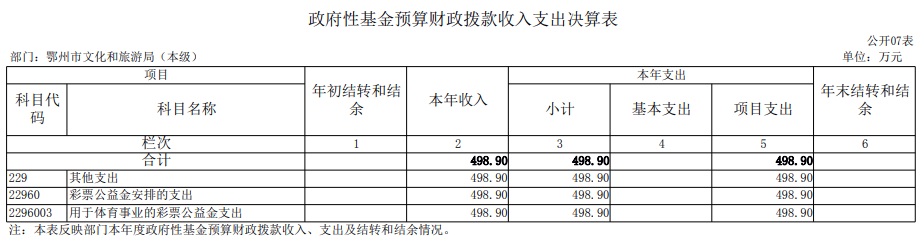 政府性基金预算财政拨款收入支出决算表
公开07表
部门：鄂州市文化和旅游局（本级） 单位：万元
项目 年初结转和结余 本年收入 本年支出 年末结转和结余
科目代码 科目名称 小计 基本支出 项目支出
栏次 1 2 3 4 5 6
合计 498.90 498.90 498.90
229 其他支出 498.90 498.90 498.90
22960 彩票公益金安排的支出 498.90 498.90 498.90
2296003 用于体育事业的彩票公益金支出 498.90 498.90 498.90
注：本表反映部门本年度政府性基金预算财政拨款收入、支出及结转和结余情况。